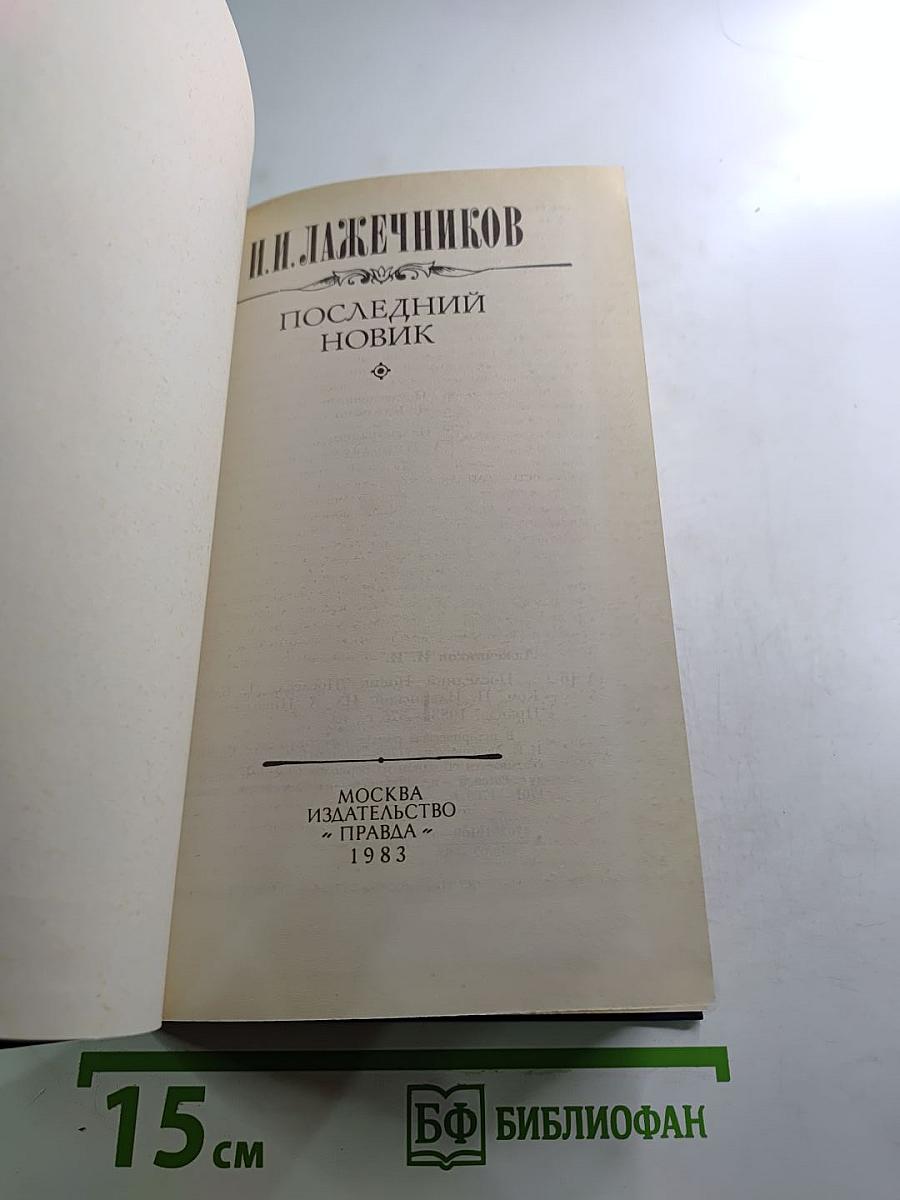 И. И. ЛАЖЕЧНИКОВ
ПОСЛЕДНИЙ
НОВИК
МОСКВА
ИЗДАТЕЛЬСТВО
„ ПРАВДА “
1983
15 см
БФ БИБЛИОФАН